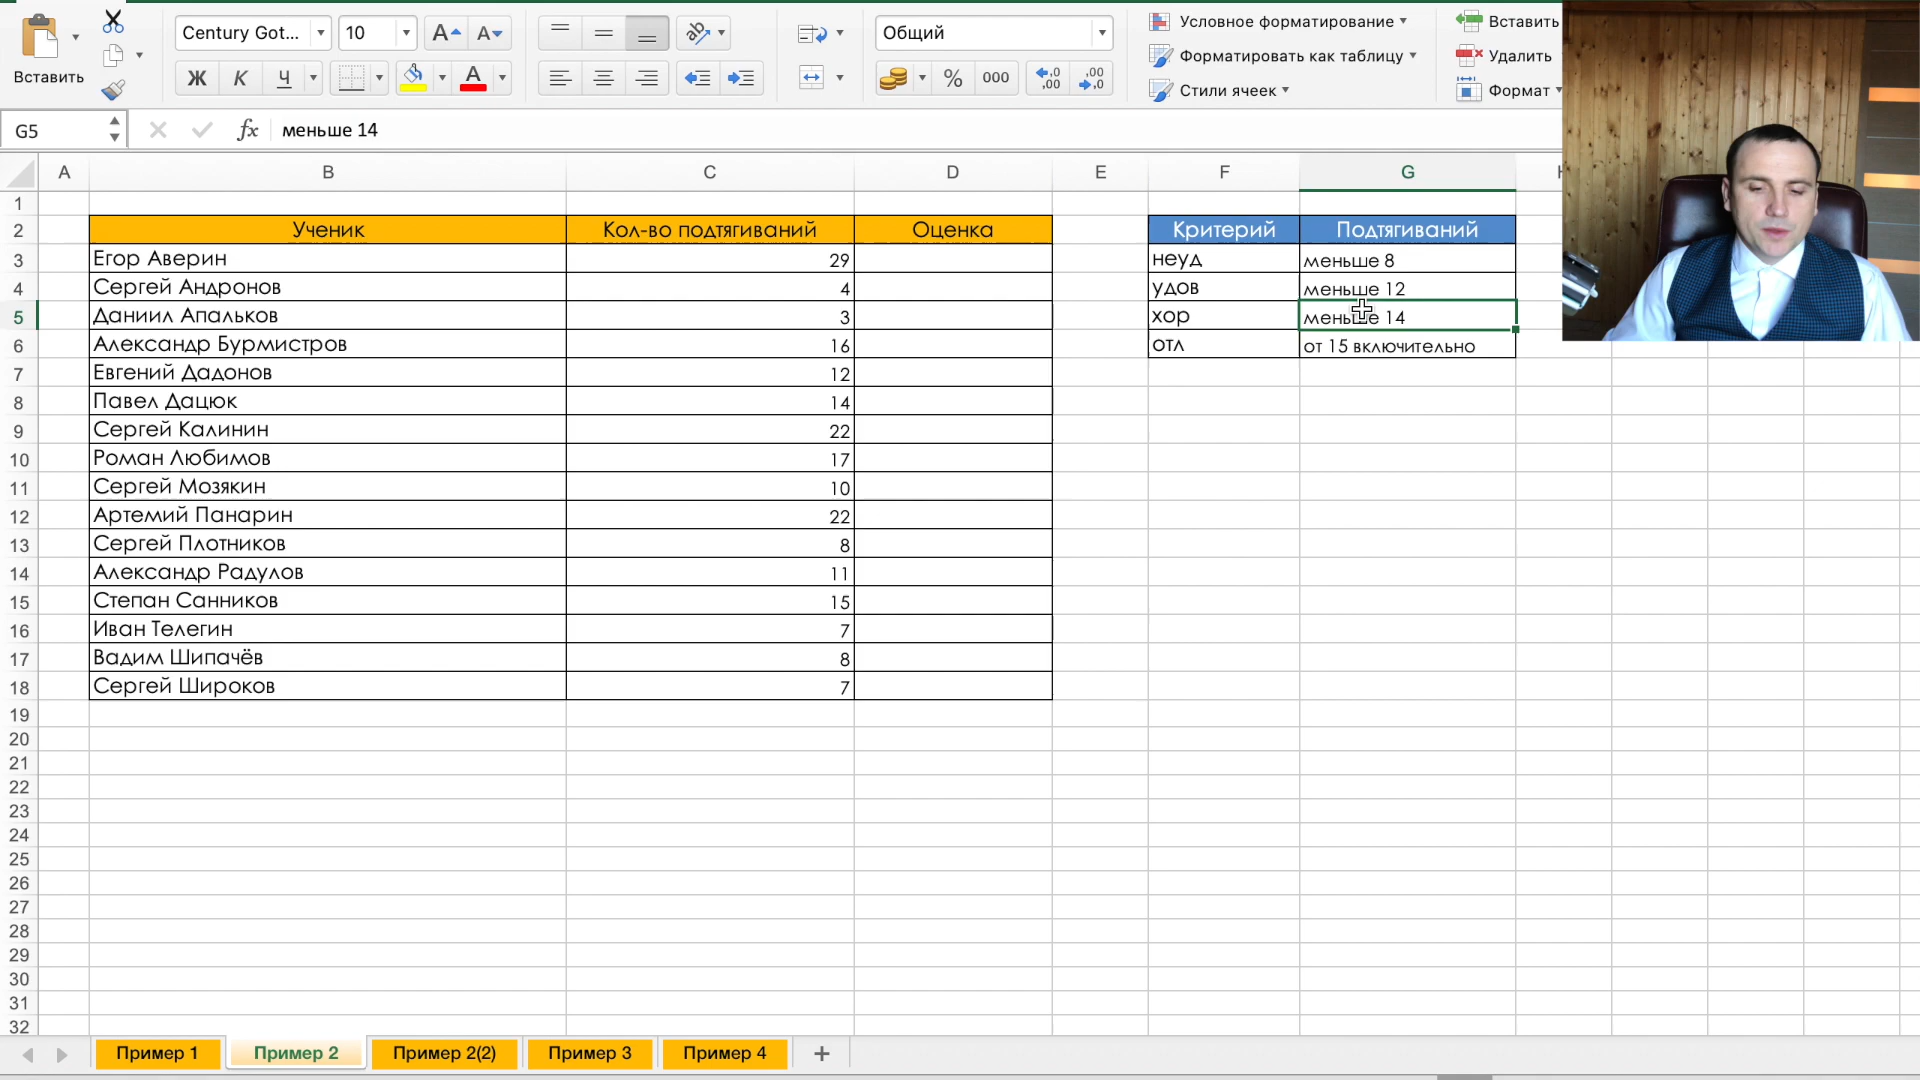 Вставить
Century Got...
10
A
A
Общий
Условное форматирование
Вставить
Ж К Ч
A
% 000
,0
,00
,00
,0
Форматировать как таблицу
Удалить
Стили ячеек
Формат
G5
fx
меньше 14
A B C D E F G
1
2 Ученик Кол-во подтягиваний Оценка Критерий Подтягиваний
3 Егор Аверин 29 неуд меньше 8
4 Сергей Андронов 4 удов меньше 12
5 Даниил Апальков 3 хор меньше 14
6 Александр Бурмистров 16 отл от 15 включительно
7 Евгений Дадонов 12
8 Павел Дацюк 14
9 Сергей Калинин 22
10 Роман Любимов 17
11 Сергей Мозякин 10
12 Артемий Панарин 22
13 Сергей Плотников 8
14 Александр Радулов 11
15 Степан Санников 15
16 Иван Телегин 7
17 Вадим Шипачёв 8
18 Сергей Широков 7
19
20
21
22
23
24
25
26
27
28
29
30
31
32
Пример 1 Пример 2 Пример 2(2) Пример 3 Пример 4 +